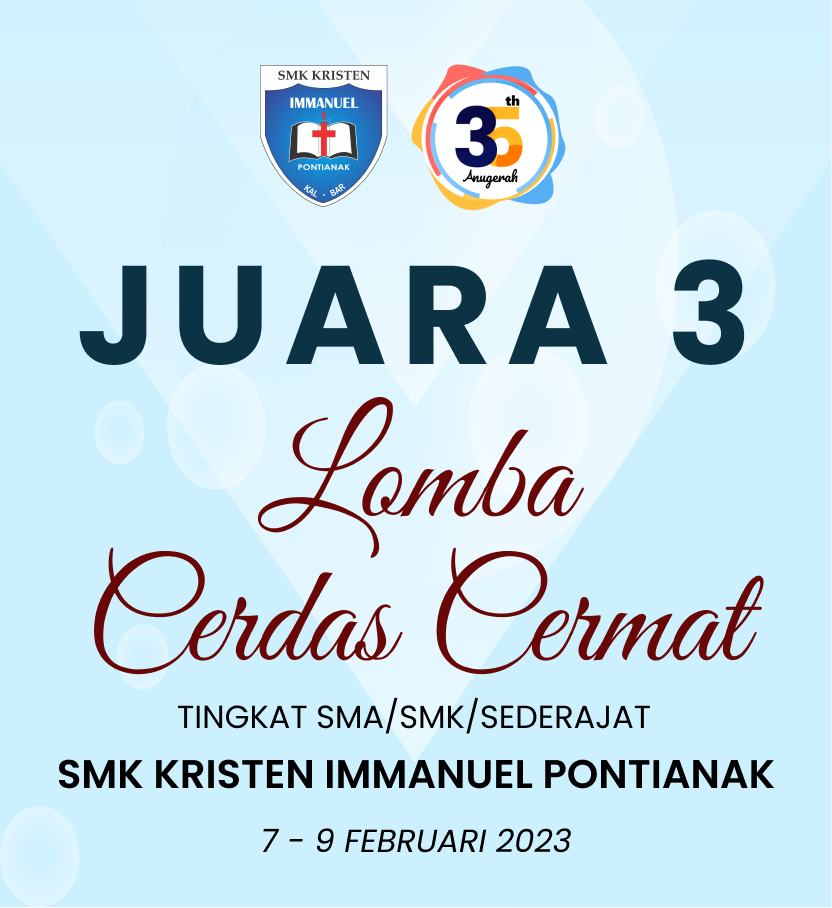 SMK KRISTEN
IMMANUEL
PONTIANAK
KAL - BAR
35th
Anugerah
JUARA 3
Lomba
Cerdas Cermat
TINGKAT SMA/SMK/SEDERAJAT
SMK KRISTEN IMMANUEL PONTIANAK
7 - 9 FEBRUARI 2023